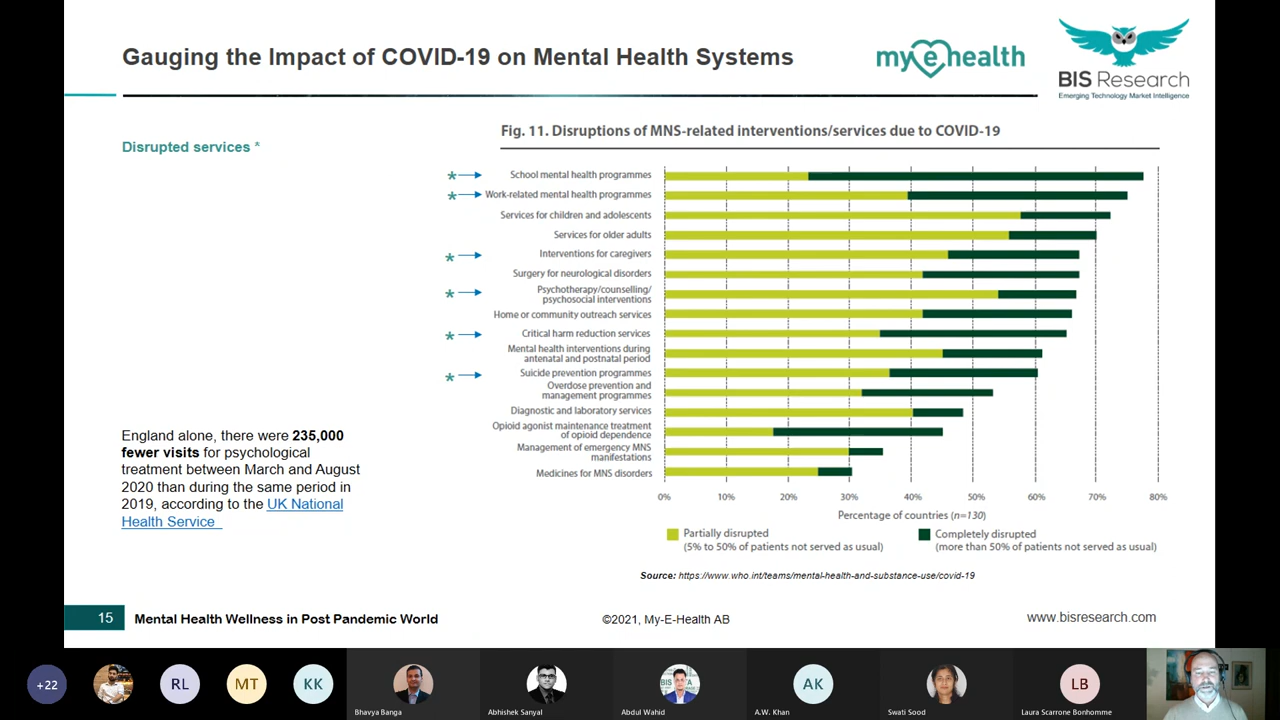 Gauging the Impact of COVID-19 on Mental Health Systems
my e health
BIS Research
Emerging Technology Market Intelligence
Disrupted services *
Fig. 11. Disruptions of MNS-related interventions/services due to COVID-19
* School mental health programmes
* Work-related mental health programmes
Services for children and adolescents
Services for older adults
* Interventions for caregivers
Surgery for neurological disorders
* Psychotherapy/counselling/
psychosocial interventions
Home or community outreach services
* Critical harm reduction services
Mental health interventions during
antenatal and postnatal period
* Suicide prevention programmes
Overdose prevention and
management programmes
Diagnostic and laboratory services
Opioid agonist maintenance treatment
of opioid dependence
Management of emergency MNS
manifestations
Medicines for MNS disorders
0% 10% 20% 30% 40% 50% 60% 70% 80%
Percentage of countries (n=130)
Partially disrupted
(5% to 50% of patients not served as usual)
Completely disrupted
(more than 50% of patients not served as usual)
England alone, there were 235,000
fewer visits for psychological
treatment between March and August
2020 than during the same period in
2019, according to the UK National
Health Service
Source: https://www.who.int/teams/mental-health-and-substance-use/covid-19
15 Mental Health Wellness in Post Pandemic World
©2021, My-E-Health AB
www.bisresearch.com
+22
RL
MT
KK
Bhavya Banga
Abhishek Sanyal
Abdul Wahid
AK
A.W. Khan
Swati Sood
LB
Laura Scarrone Bonhomme